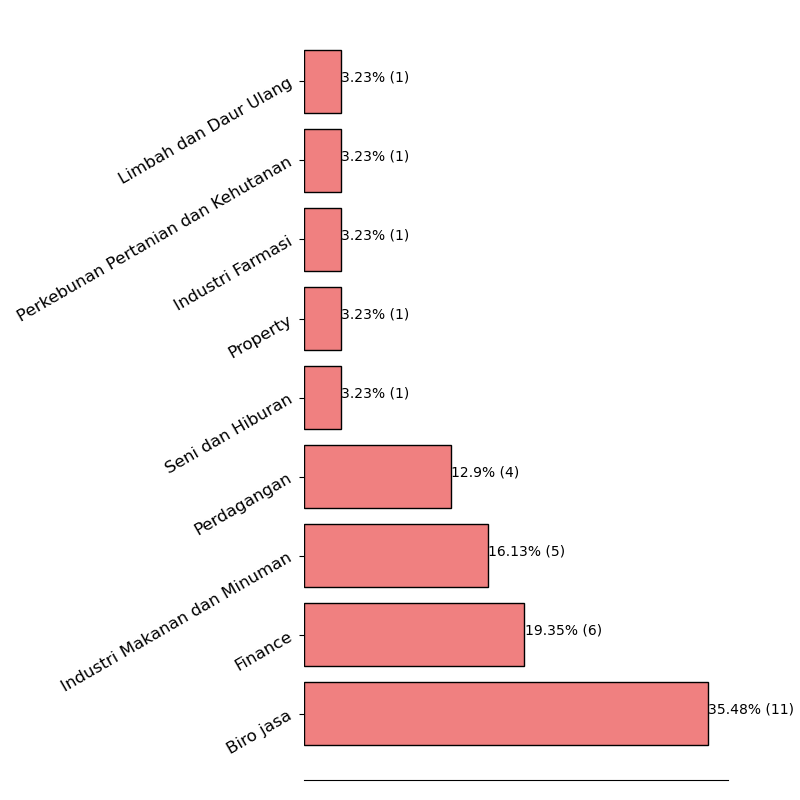 Limbah dan Daur Ulang 3.23% (1)
Perkebunan Pertanian dan Kehutanan 3.23% (1)
Industri Farmasi 3.23% (1)
Property 3.23% (1)
Seni dan Hiburan 3.23% (1)
Perdagangan 12.9% (4)
Industri Makanan dan Minuman 16.13% (5)
Finance 19.35% (6)
Biro jasa 35.48% (11)